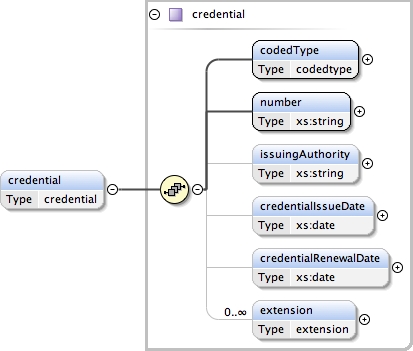 credential
codedType
Type codedtype
number
Type xs:string
issuingAuthority
Type xs:string
credential
Type credential
credentialIssueDate
Type xs:date
credentialRenewalDate
Type xs:date
0..∞
extension
Type extension